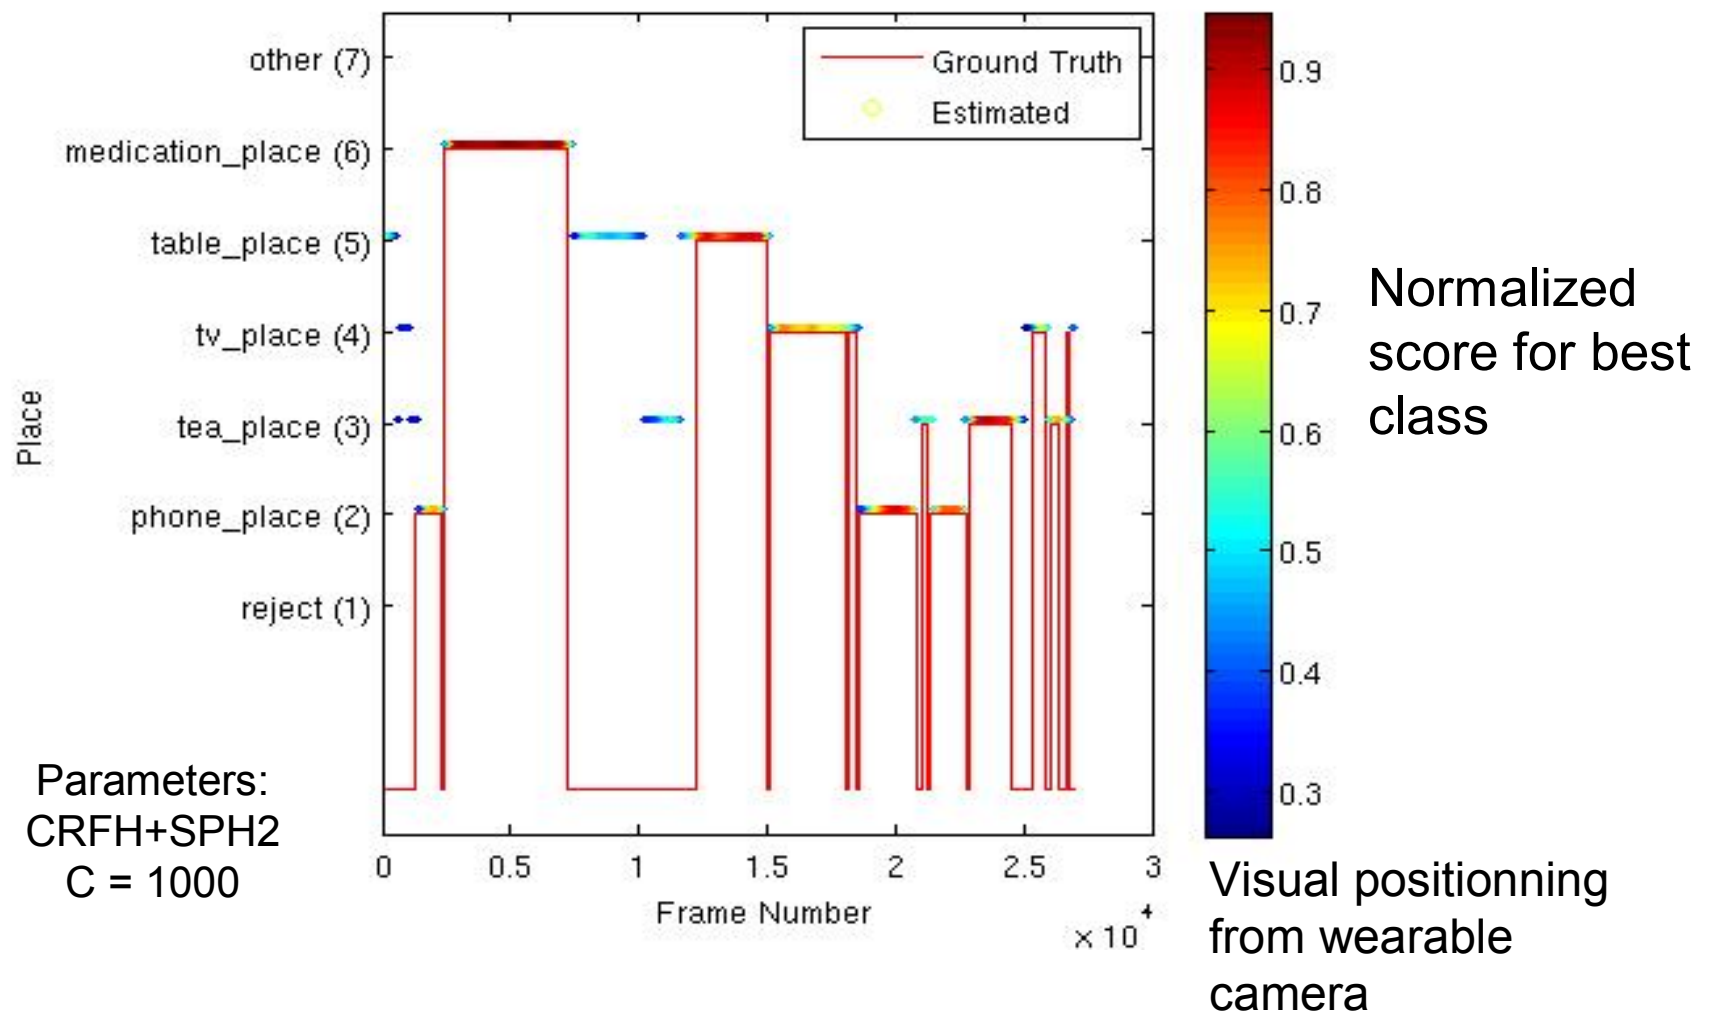 other (7)
medication_place (6)
table_place (5)
tv_place (4)
tea_place (3)
phone_place (2)
reject (1)
Place
Ground Truth
Estimated
0
0.5
1
1.5
2
2.5
3
Frame Number
x 10
4
0.9
0.8
0.7
0.6
0.5
0.4
0.3
Normalized
score for best
class
Parameters:
CRFH+SPH2
C = 1000
Visual positionning
from wearable
camera